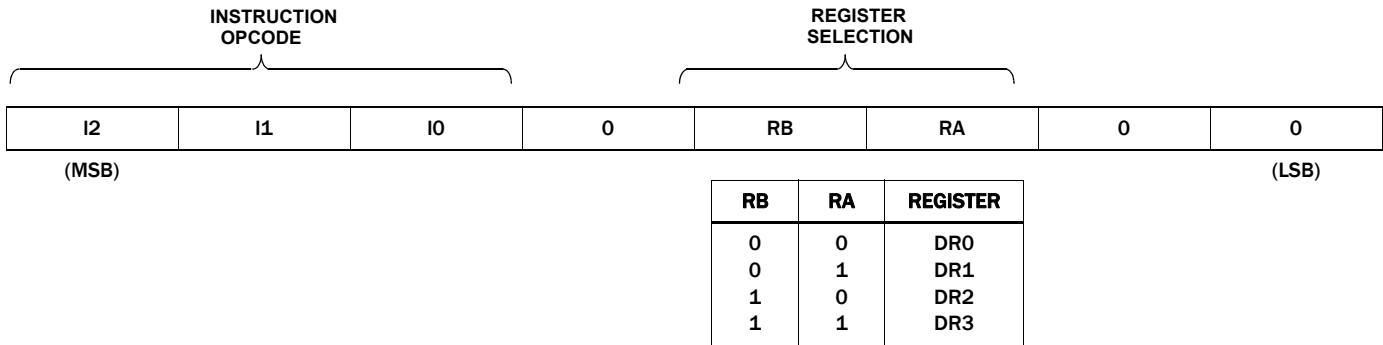 INSTRUCTION
OPCODE
REGISTER
SELECTION
I2 I1 I0 0 RB RA 0 0
(MSB) (LSB)
RB RA REGISTER
0 0 DR0
0 1 DR1
1 0 DR2
1 1 DR3